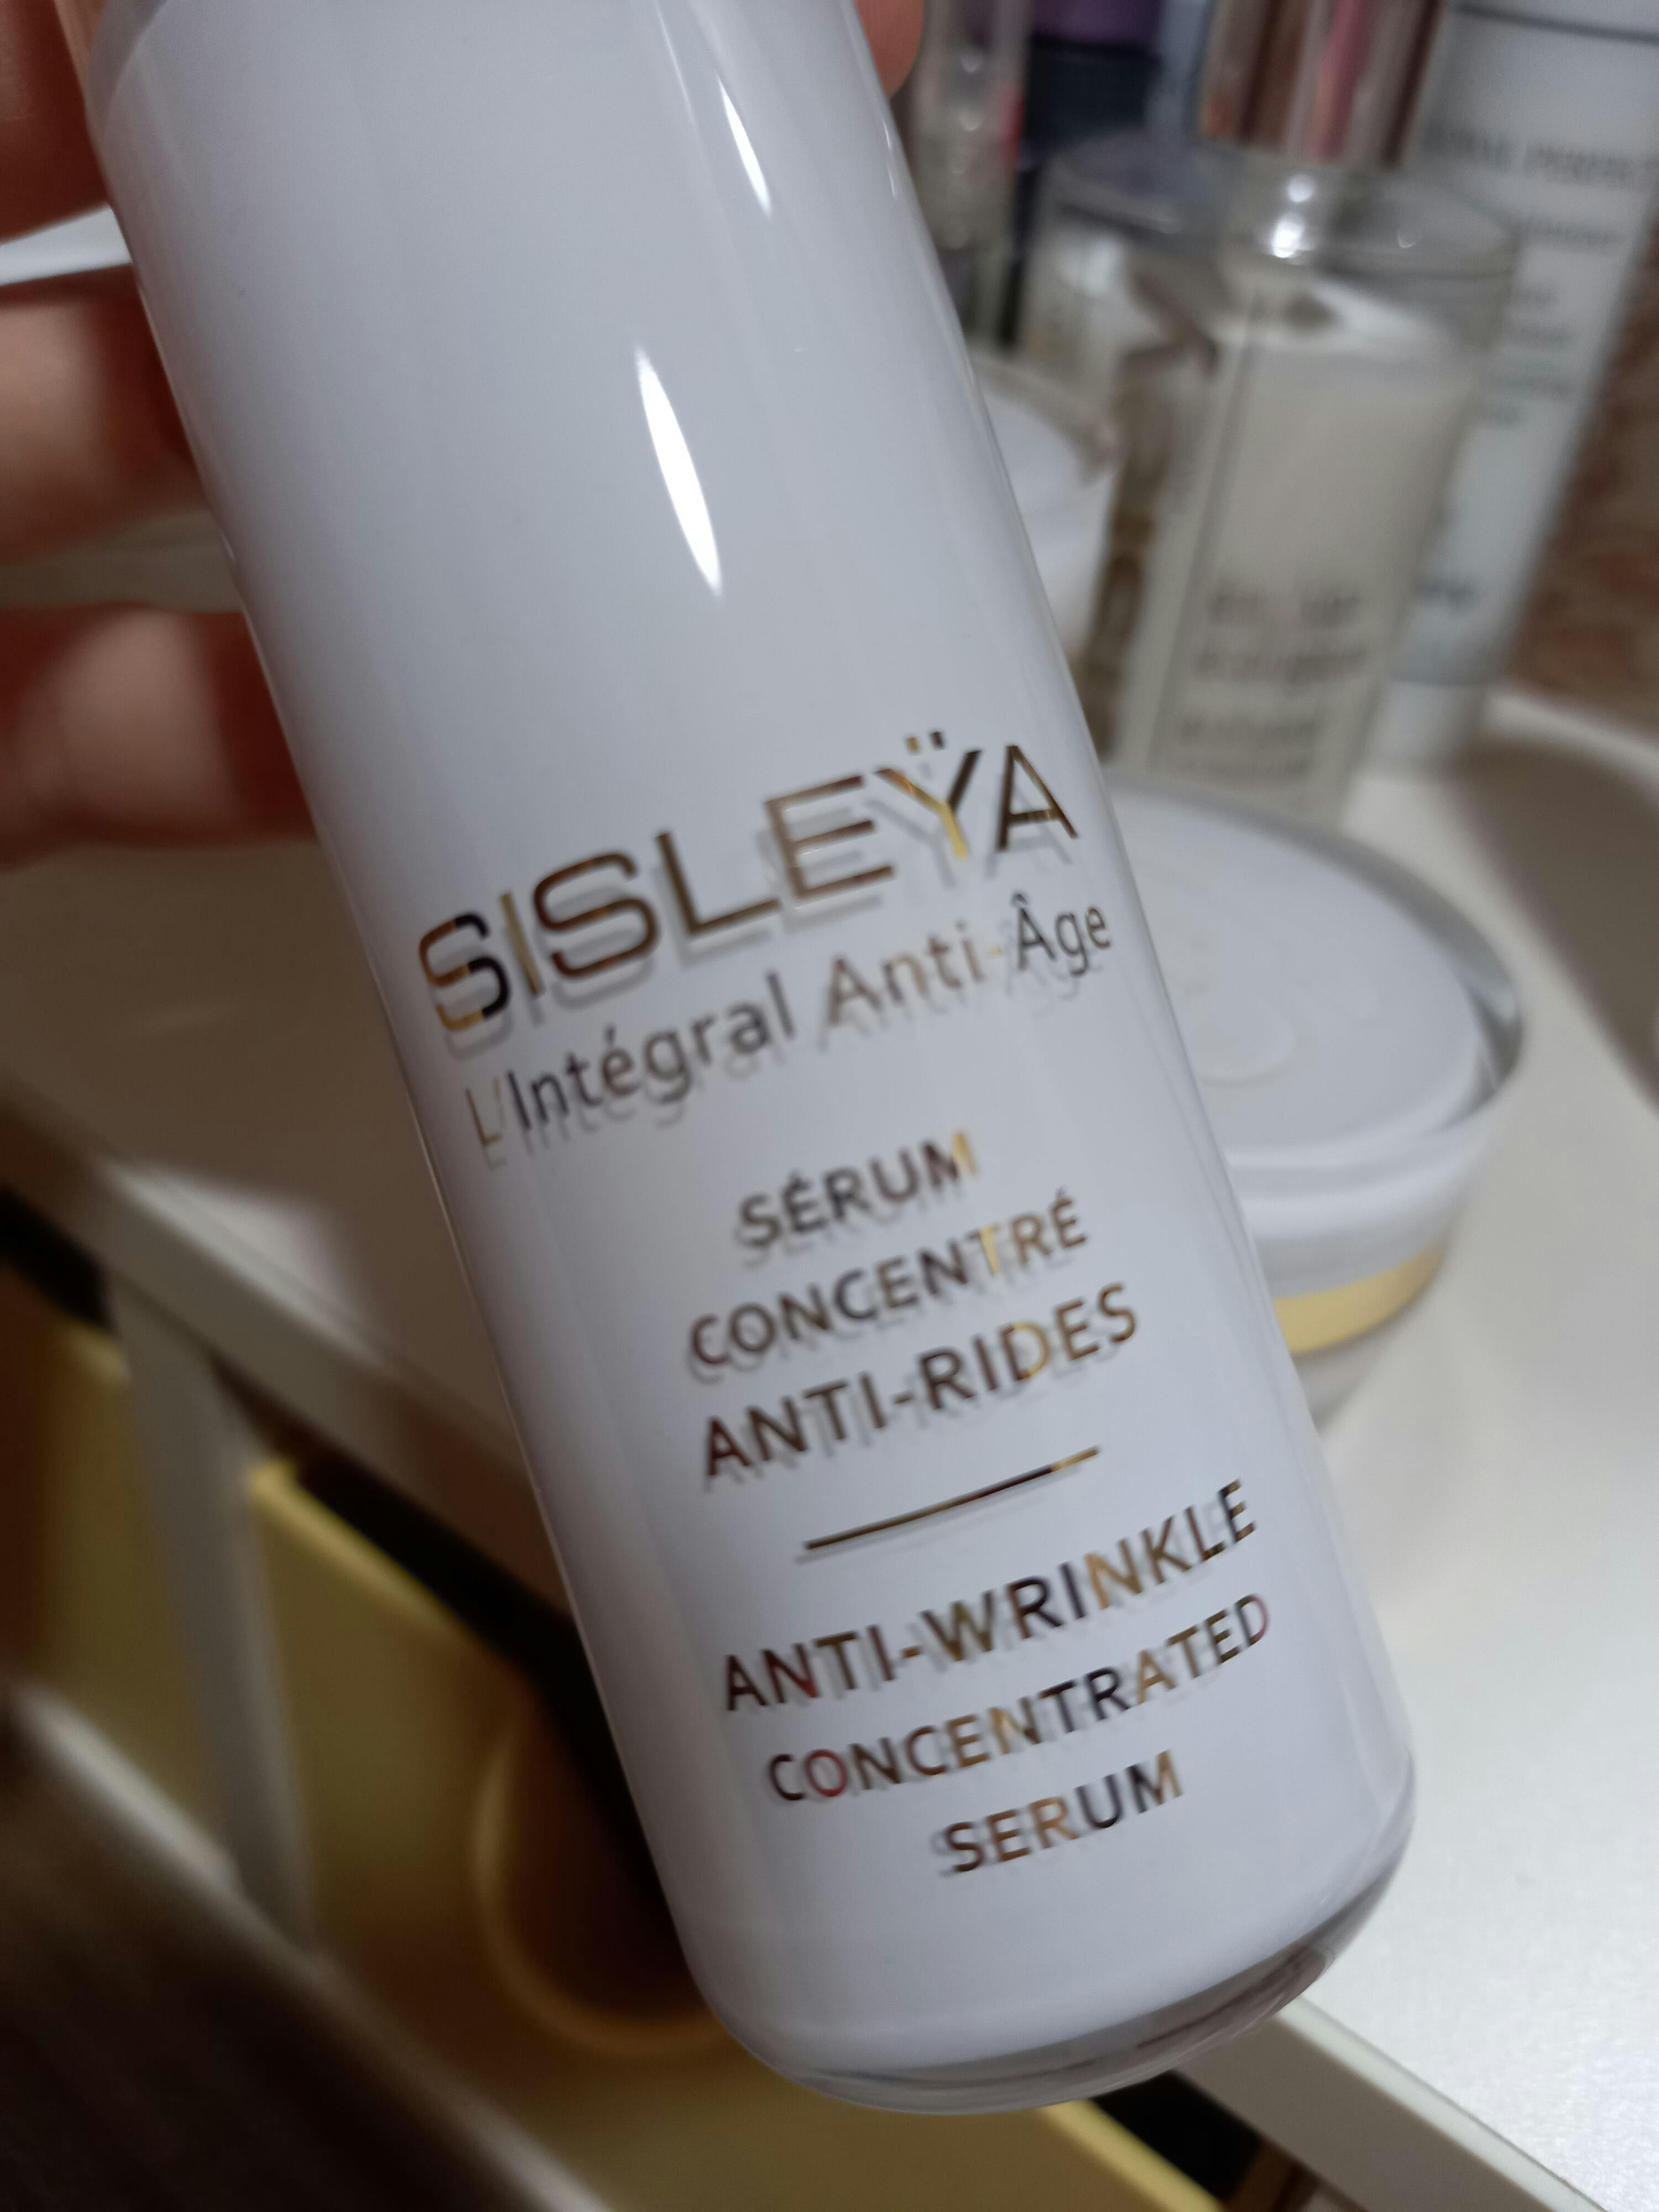 SISLEŸA
L'Intégral Anti-Âge
SÉRUM
CONCENTRÉ
ANTI-RIDES
ANTI-WRINKLE
CONCENTRATED
SERUM